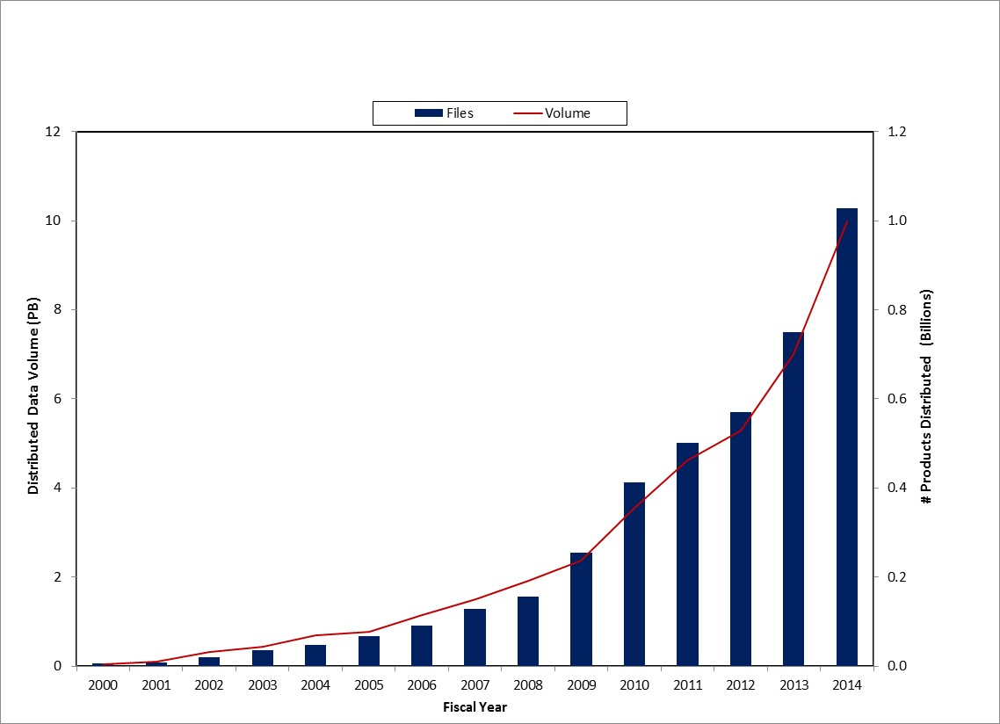 Files Volume
12 1.2
10 1.0
8 0.8
6 0.6
4 0.4
2 0.2
0 0.0
Distributed Data Volume (PB)
# Products Distributed (Billions)
2000 2001 2002 2003 2004 2005 2006 2007 2008 2009 2010 2011 2012 2013 2014
Fiscal Year